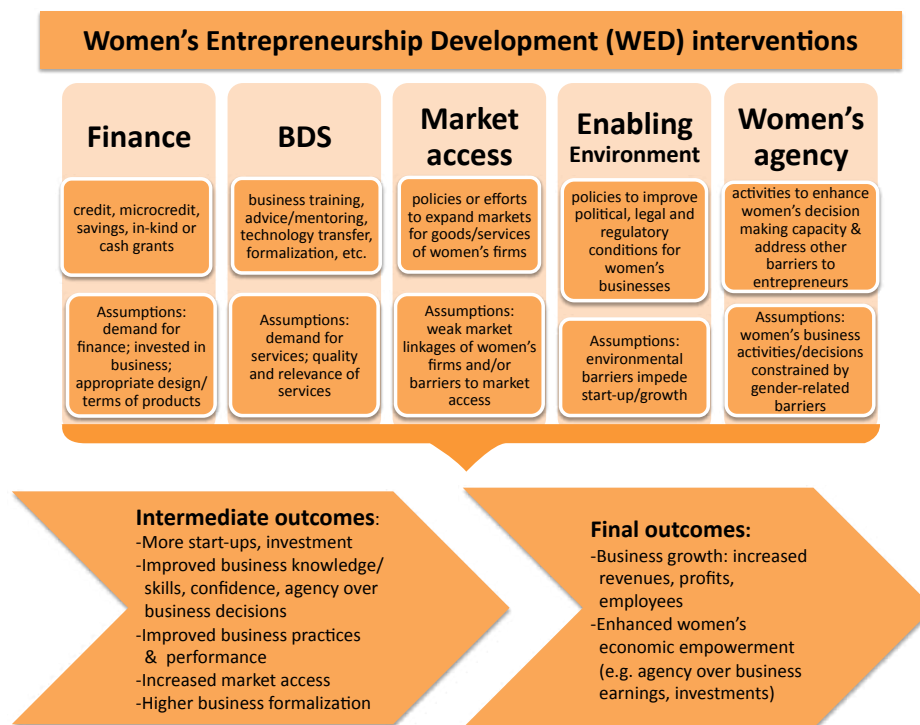 Women’s Entrepreneurship Development (WED) interventions
Finance
credit, microcredit,
savings, in-kind or
cash grants
Assumptions:
demand for
finance; invested in
business;
appropriate design/
terms of products
BDS
business training,
advice/mentoring,
technology transfer,
formalization, etc.
Assumptions:
demand for
services; quality
and relevance of
services
Market
access
policies or efforts
to expand markets
for goods/services
of women’s firms
Assumptions:
weak market
linkages of women’s
firms and/or
barriers to market
access
Enabling
Environment
policies to improve
political, legal and
regulatory
conditions for
women’s
businesses
Assumptions:
environmental
barriers impede
start-up/growth
Women’s
agency
activities to enhance
women’s decision
making capacity &
address other
barriers to
entrepreneurs
Assumptions:
women’s business
activities/decisions
constrained by
gender-related
barriers
Intermediate outcomes:
-More start-ups, investment
-Improved business knowledge/
skills, confidence, agency over
business decisions
-Improved business practices
& performance
-Increased market access
-Higher business formalization
Final outcomes:
-Business growth: increased
revenues, profits,
employees
-Enhanced women’s
economic empowerment
(e.g. agency over business
earnings, investments)